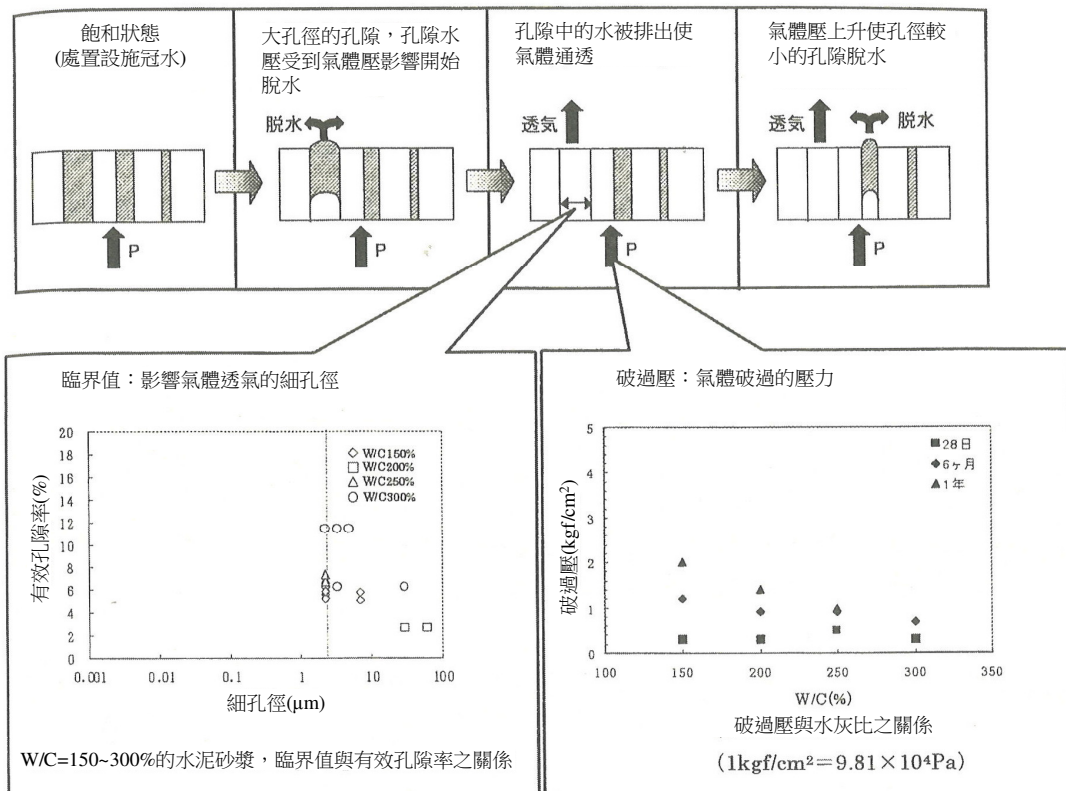 飽和狀態
(處置設施冠水)
P
大孔徑的孔隙，孔隙水
壓受到氣體壓影響開始
脫水
脱水
P
孔隙中的水被排出使
氣體通透
透気
P
氣體壓上升使孔徑較
小的孔隙脫水
透気
脱水
P
臨界值：影響氣體透氣的細孔徑
有效孔隙率(%)
20
18
16
14
12
10
8
6
4
2
0
0.001
0.01
0.1
1
10
100
W/C150%
W/C200%
W/C250%
W/C300%
細孔徑(μm)
W/C=150~300%的水泥砂漿，臨界值與有效孔隙率之關係
破過壓：氣體破過的壓力
破過壓(kgf/cm²)
5
4
3
2
1
0
100
150
200
250
300
350
28日
6ヶ月
1年
W/C(%)
破過壓與水灰比之關係
(1kgf/cm²＝9.81×10⁴Pa)